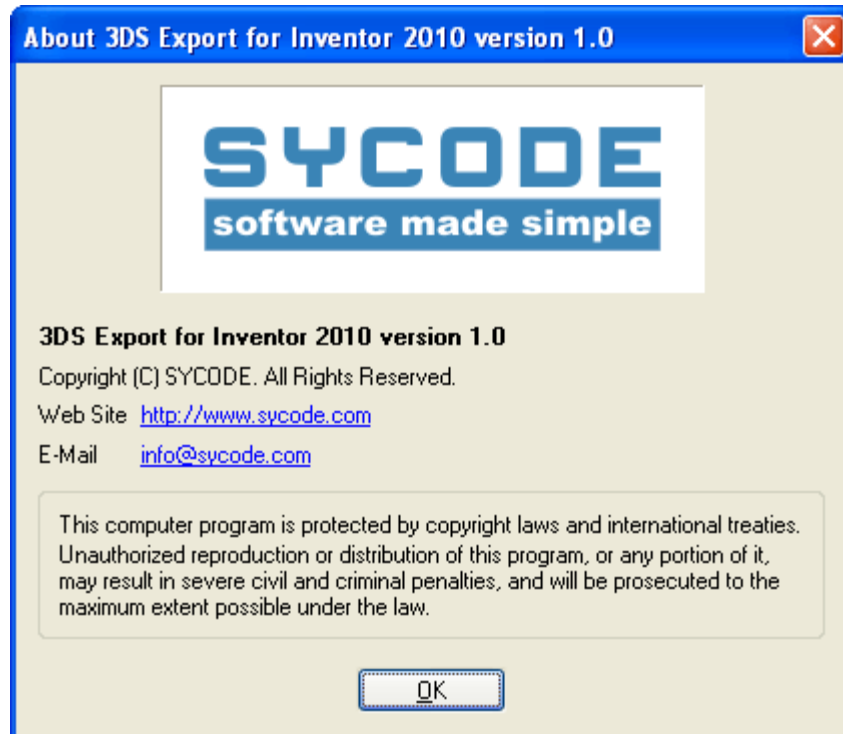 About 3DS Export for Inventor 2010 version 1.0
SYCODE
software made simple
3DS Export for Inventor 2010 version 1.0
Copyright (C) SYCODE. All Rights Reserved.
Web Site http://www.sycode.com
E-Mail info@sycode.com
This computer program is protected by copyright laws and international treaties.
Unauthorized reproduction or distribution of this program, or any portion of it,
may result in severe civil and criminal penalties, and will be prosecuted to the
maximum extent possible under the law.
OK